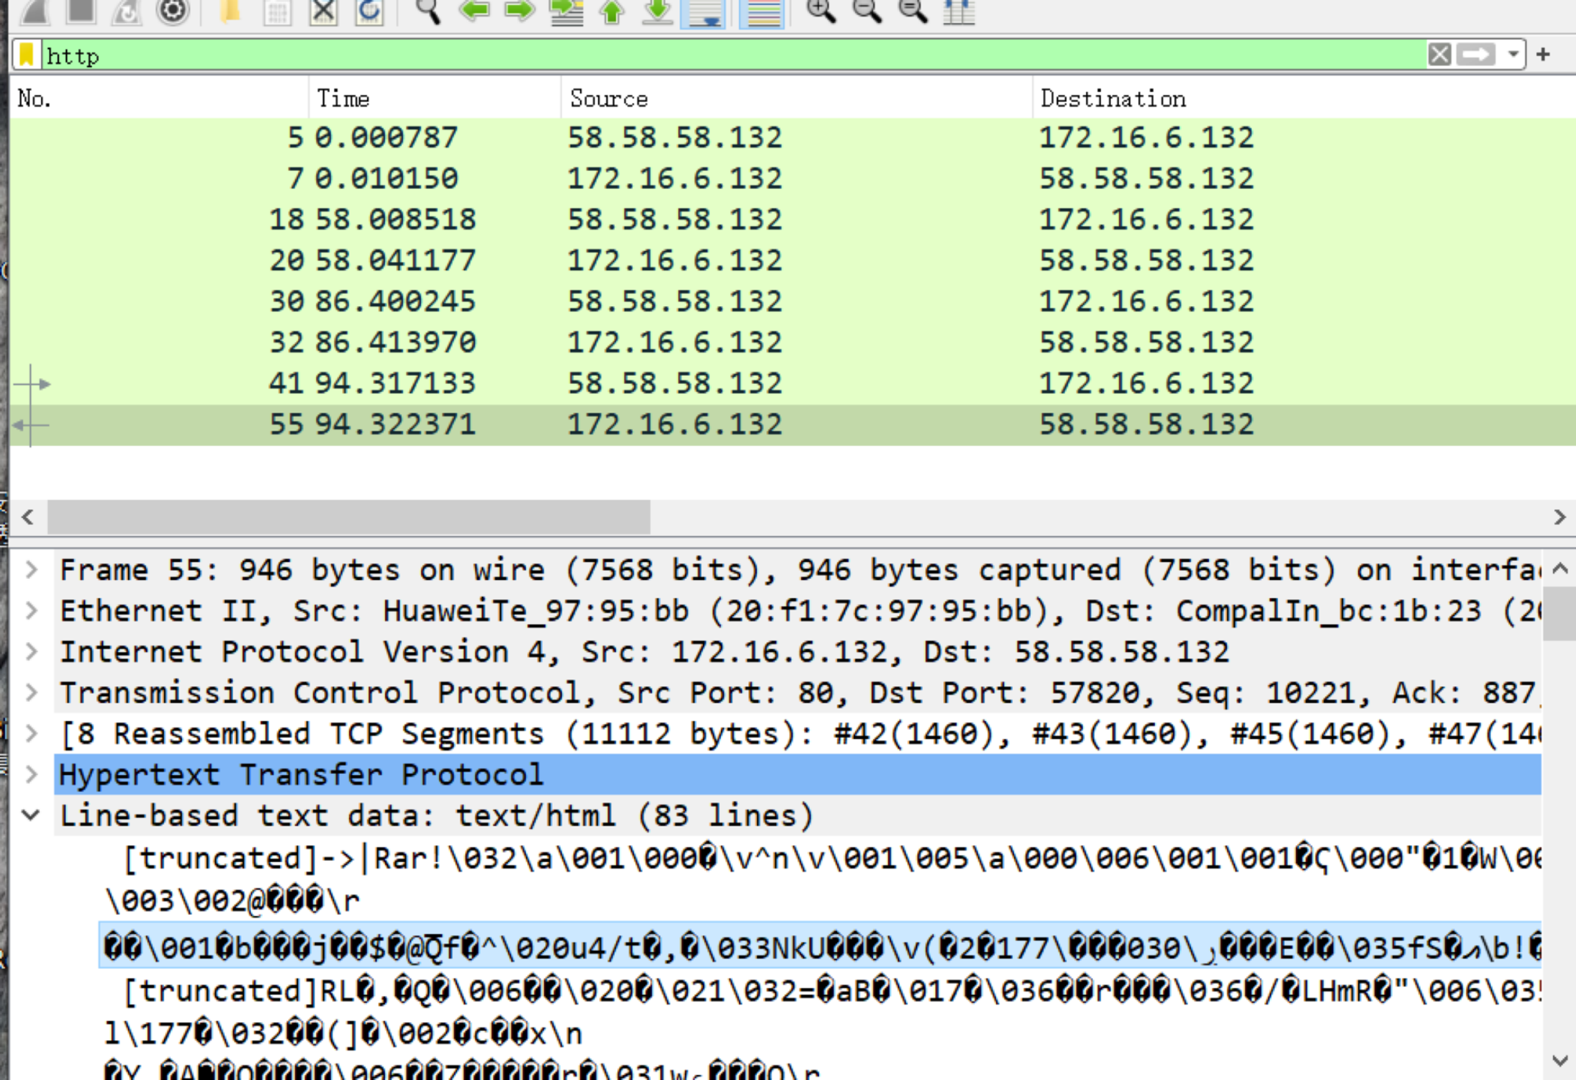 http
No. Time Source Destination
5 0.000787 58.58.58.132 172.16.6.132
7 0.010150 172.16.6.132 58.58.58.132
18 58.008518 58.58.58.132 172.16.6.132
20 58.041177 172.16.6.132 58.58.58.132
30 86.400245 58.58.58.132 172.16.6.132
32 86.413970 172.16.6.132 58.58.58.132
41 94.317133 58.58.58.132 172.16.6.132
55 94.322371 172.16.6.132 58.58.58.132
Frame 55: 946 bytes on wire (7568 bits), 946 bytes captured (7568 bits) on interfa
Ethernet II, Src: HuaweiTe_97:95:bb (20:f1:7c:97:95:bb), Dst: CompalIn_bc:1b:23 (20
Internet Protocol Version 4, Src: 172.16.6.132, Dst: 58.58.58.132
Transmission Control Protocol, Src Port: 80, Dst Port: 57820, Seq: 10221, Ack: 887,
[8 Reassembled TCP Segments (11112 bytes): #42(1460), #43(1460), #45(1460), #47(146
Hypertext Transfer Protocol
Line-based text data: text/html (83 lines)
[truncated]->|Rar!\032\a\001\000�\v^n\v\001\005\a\000\006\001\001�Ç\000"�1�W\00
\003\002@���\r
��\001�b���j��$�@Q̅f�^\020u4/t�,�\033NkU���\v(�2�177\���030\���E��\035fS�\b!�
[truncated]RL�,�Q�\006��\020�\021\032=�aB�\017�\036��r���\036�/�LHmR�"\006\035
l\177�\032��(]�\002�c��x\n